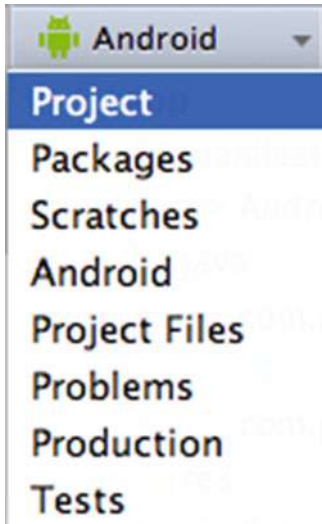 Android
Project
Packages
Scratches
Android
Project Files
Problems
Production
Tests